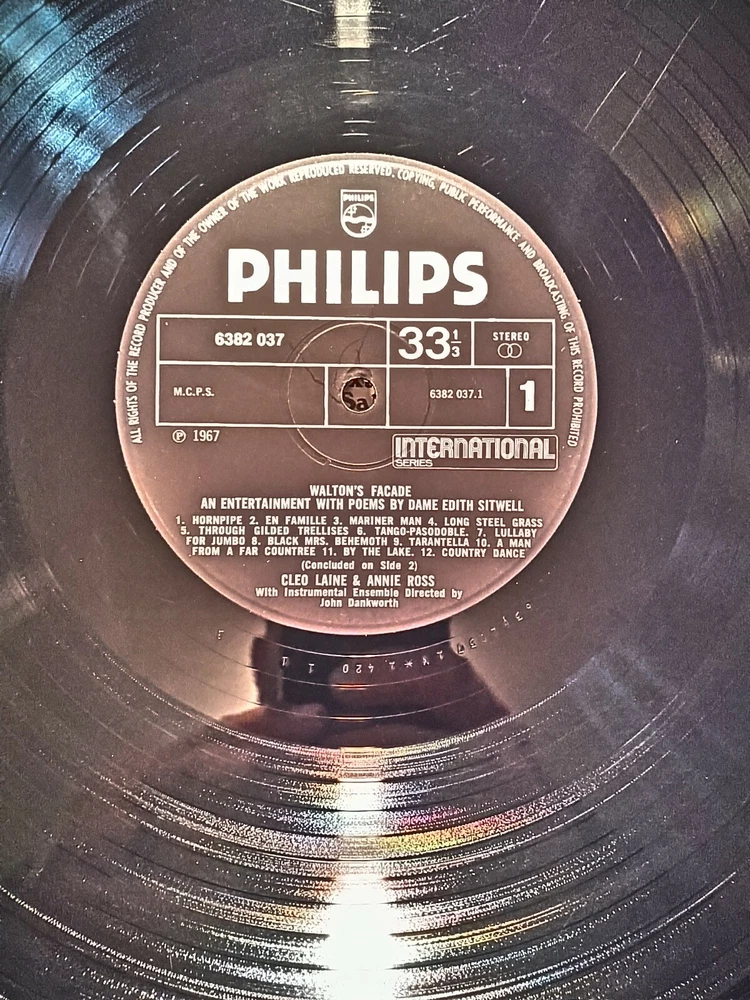 ALL RIGHTS OF THE RECORD PRODUCER AND OF THE OWNER OF THE WORK REPRODUCED RESERVED. COPYING, PUBLIC PERFORMANCE AND BROADCASTING OF THIS RECORD PROHIBITED
PHILIPS
PHILIPS
6382 037
33 1/3
STEREO
M.C.P.S.
6382 037.1
1
Ⓟ 1967
INTERNATIONAL
SERIES
WALTON'S FACADE
AN ENTERTAINMENT WITH POEMS BY DAME EDITH SITWELL
1. HORNPIPE 2. EN FAMILLE 3. MARINER MAN 4. LONG STEEL GRASS
5. THROUGH GILDED TRELLISES 6. TANGO-PASODOBLE. 7. LULLABY
FOR JUMBO 8. BLACK MRS. BEHEMOTH 9. TARANTELLA 10. A MAN
FROM A FAR COUNTREE 11. BY THE LAKE. 12. COUNTRY DANCE
(Concluded on Side 2)
CLEO LAINE & ANNIE ROSS
With Instrumental Ensemble Directed by
John Dankworth
420